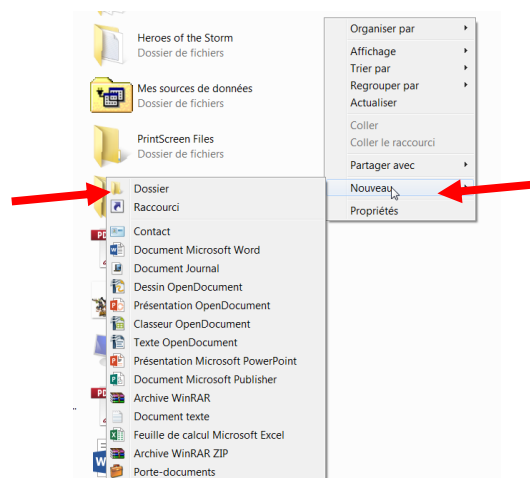 Heroes of the Storm
Dossier de fichiers
Mes sources de données
Dossier de fichiers
PrintScreen Files
Dossier de fichiers
Organiser par
Affichage
Trier par
Regrouper par
Actualiser
Coller
Coller le raccourci
Partager avec
Nouveau
Propriétés
Dossier
Raccourci
Contact
Document Microsoft Word
Document Journal
Dessin OpenDocument
Présentation OpenDocument
Classeur OpenDocument
Texte OpenDocument
Présentation Microsoft PowerPoint
Document Microsoft Publisher
Archive WinRAR
Document texte
Feuille de calcul Microsoft Excel
Archive WinRAR ZIP
Porte-documents